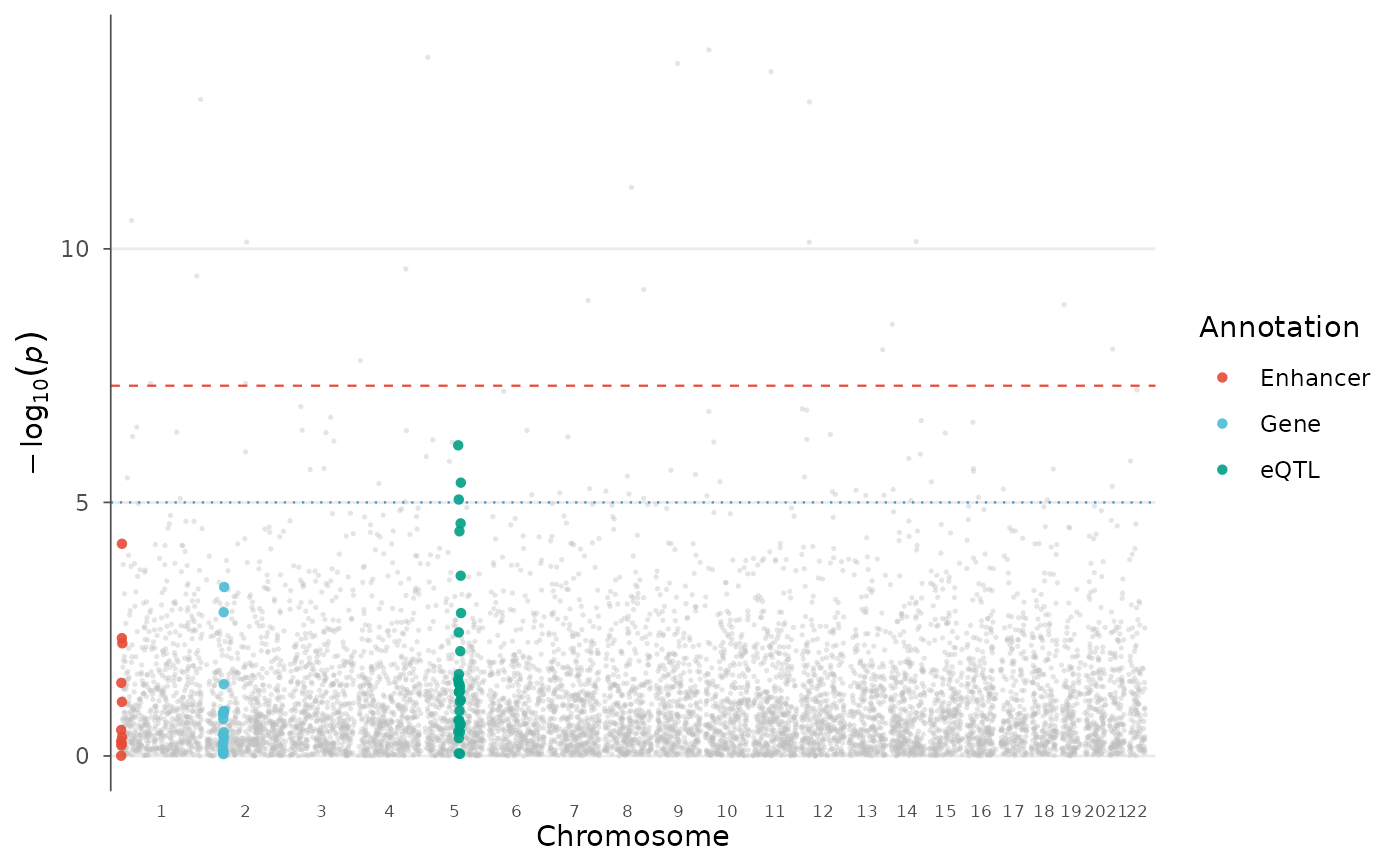 10
5
0
−log₁₀(p)
1 2 3 4 5 6 7 8 9 10 11 12 13 14 15 16 17 18 19 20 21 22
Chromosome
Annotation
Enhancer
Gene
eQTL